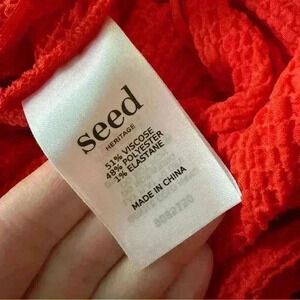 seed
HERITAGE
51% VISCOSE
48% POLYESTER
1% ELASTANE
MADE IN CHINA